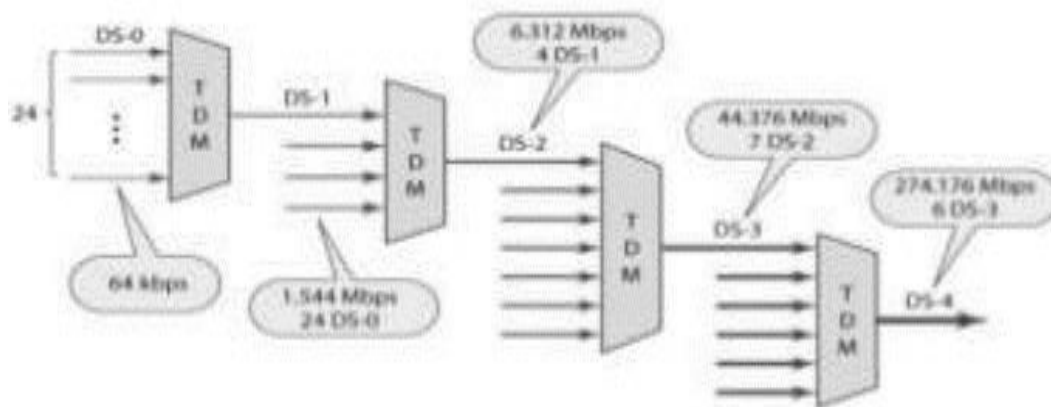 DS-0
24
T
D
M
64 kbps
DS-1
1.544 Mbps
24 DS-0
T
D
M
6.312 Mbps
4 DS-1
DS-2
T
D
M
44.376 Mbps
7 DS-2
DS-3
T
D
M
274.176 Mbps
6 DS-3
DS-4